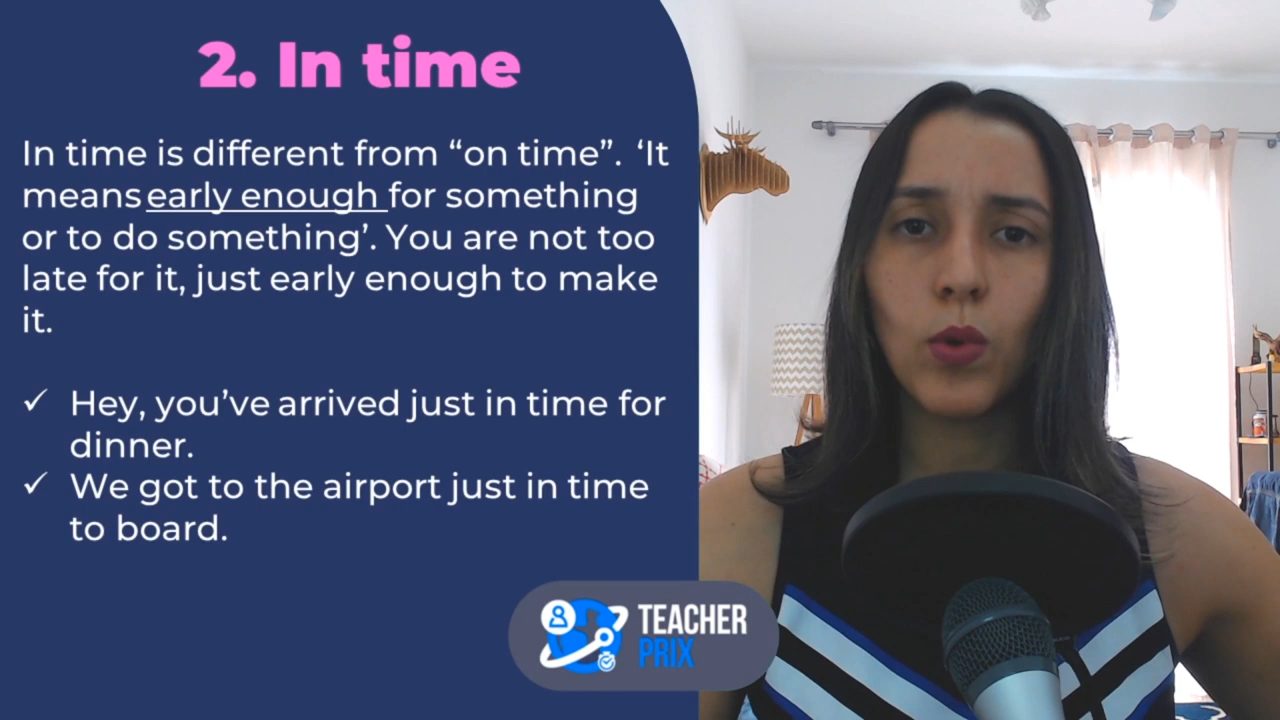 2. In time
In time is different from “on time”. ‘It
means early enough for something
or to do something’. You are not too
late for it, just early enough to make
it.
✓ Hey, you’ve arrived just in time for
dinner.
✓ We got to the airport just in time
to board.
TEACHER
PRIX